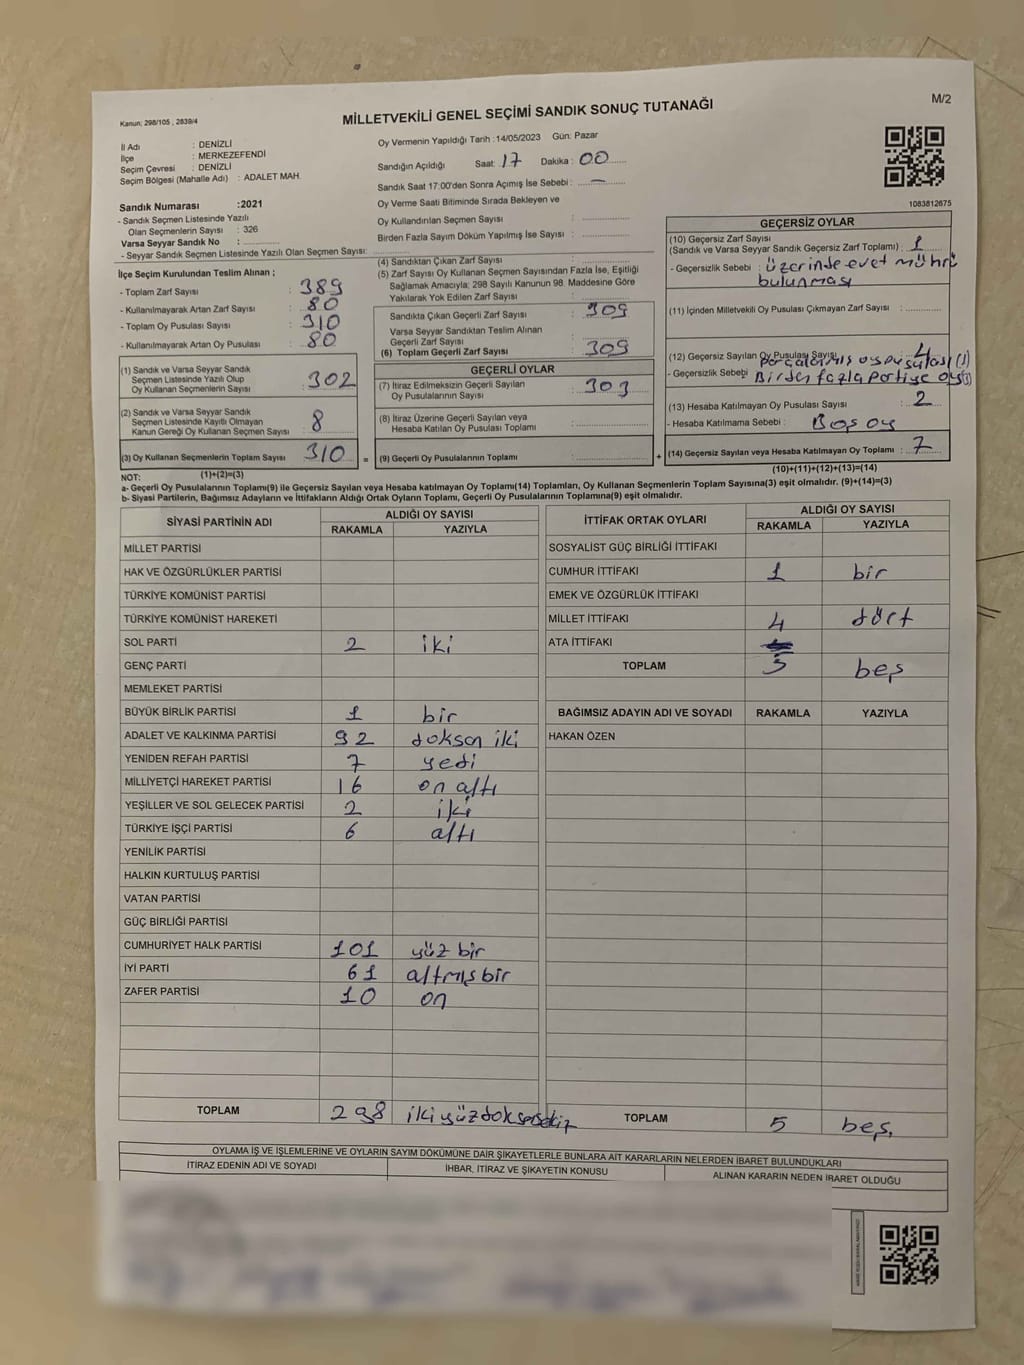 M/2
Kanun: 298/105 , 2839/4
MİLLETVEKİLİ GENEL SEÇİMİ SANDIK SONUÇ TUTANAĞI
İl Adı : DENİZLİ
İlçe : MERKEZEFENDİ
Seçim Çevresi : DENİZLİ
Seçim Bölgesi (Mahalle Adı) : ADALET MAH.
Sandık Numarası :2021
- Sandık Seçmen Listesinde Yazılı
Olan Seçmenlerin Sayısı : 326
Varsa Seyyar Sandık No :
- Seyyar Sandık Seçmen Listesinde Yazılı Olan Seçmen Sayısı:
Oy Vermenin Yapıldığı Tarih :14/05/2023 Gün: Pazar
Sandığın Açıldığı Saat: 17 Dakika : 00
Sandık Saat 17:00'den Sonra Açımış İse Sebebi : —
Oy Verme Saati Bitiminde Sırada Bekleyen ve
Oy Kullandırılan Seçmen Sayısı :
Birden Fazla Sayım Döküm Yapılmış İse Sayısı :
1083812675
İlçe Seçim Kurulundan Teslim Alınan ;
- Toplam Zarf Sayısı : 389
- Kullanılmayarak Artan Zarf Sayısı : 80
- Toplam Oy Pusulası Sayısı : 310
- Kullanılmayarak Artan Oy Pusulası : 80
(1) Sandık ve Varsa Seyyar Sandık
Seçmen Listesinde Yazılı Olup
Oy Kullanan Seçmenlerin Sayısı : 302
(2) Sandık ve Varsa Seyyar Sandık
Seçmen Listesinde Kayıtlı Olmayan
Kanun Gereği Oy Kullanan Seçmen Sayısı : 8
(3) Oy Kullanan Seçmenlerin Toplam Sayısı : 310
(1)+(2)=(3)
(4) Sandıktan Çıkan Zarf Sayısı :
(5) Zarf Sayısı Oy Kullanan Seçmen Sayısından Fazla İse, Eşitliği
Sağlamak Amacıyla; 298 Sayılı Kanunun 98 Maddesine Göre
Yakılarak Yok Edilen Zarf Sayısı :
Sandıkta Çıkan Geçerli Zarf Sayısı : 309
Varsa Seyyar Sandıktan Teslim Alınan
Geçerli Zarf Sayısı :
(6) Toplam Geçerli Zarf Sayısı : 309
GEÇERLİ OYLAR
(7) İtiraz Edilmeksizin Geçerli Sayılan
Oy Pusulalarının Sayısı : 303
(8) İtiraz Üzerine Geçerli Sayılan veya
Hesaba Katılan Oy Pusulası Toplamı :
= (9) Geçerli Oy Pusulalarının Toplamı :
GEÇERSİZ OYLAR
(10) Geçersiz Zarf Sayısı
(Sandık ve Varsa Seyyar Sandık Geçersiz Zarf Toplamı) : 1
- Geçersizlik Sebebi : üzerinde evet mührü
bulunması
(11) İçinden Milletvekili Oy Pusulası Çıkmayan Zarf Sayısı :
(12) Geçersiz Sayılan Oy Pusulası Sayısı 4
- Geçersizlik Sebebi parçalanmış oy pusulası (1)
Birden fazla partiye oy (3)
(13) Hesaba Katılmayan Oy Pusulası Sayısı : 2
- Hesaba Katılmama Sebebi : Boş oy
+ (14) Geçersiz Sayılan veya Hesaba Katılmayan Oy Toplamı : 7
(10)+(11)+(12)+(13)=(14)
NOT:
a- Geçerli Oy Pusulalarının Toplamı(9) ile Geçersiz Sayılan veya Hesaba katılmayan Oy Toplamı(14) Toplamları, Oy Kullanan Seçmenlerin Toplam Sayısına(3) eşit olmalıdır. (9)+(14)=(3)
b- Siyasi Partilerin, Bağımsız Adayların ve İttifakların Aldığı Ortak Oyların Toplamı, Geçerli Oy Pusulalarının Toplamına(9) eşit olmalıdır.
SİYASİ PARTİNİN ADI ALDIĞI OY SAYISI
RAKAMLA YAZIYLA
MİLLET PARTİSİ
HAK VE ÖZGÜRLÜKLER PARTİSİ
TÜRKİYE KOMÜNİST PARTİSİ
TÜRKİYE KOMÜNİST HAREKETİ
SOL PARTİ 2 iki
GENÇ PARTİ
MEMLEKET PARTİSİ
BÜYÜK BİRLİK PARTİSİ 1 bir
ADALET VE KALKINMA PARTİSİ 92 doksan iki
YENİDEN REFAH PARTİSİ 7 yedi
MİLLİYETÇİ HAREKET PARTİSİ 16 on altı
YEŞİLLER VE SOL GELECEK PARTİSİ 2 iki
TÜRKİYE İŞÇİ PARTİSİ 6 altı
YENİLİK PARTİSİ
HALKIN KURTULUŞ PARTİSİ
VATAN PARTİSİ
GÜÇ BİRLİĞİ PARTİSİ
CUMHURİYET HALK PARTİSİ 101 yüz bir
İYİ PARTİ 61 altmış bir
ZAFER PARTİSİ 10 on
TOPLAM 298 iki yüz doksan sekiz
İTTİFAK ORTAK OYLARI ALDIĞI OY SAYISI
RAKAMLA YAZIYLA
SOSYALİST GÜÇ BİRLİĞİ İTTİFAKI
CUMHUR İTTİFAKI 1 bir
EMEK VE ÖZGÜRLÜK İTTİFAKI
MİLLET İTTİFAKI 4 dört
ATA İTTİFAKI
TOPLAM 5 beş
BAĞIMSIZ ADAYIN ADI VE SOYADI RAKAMLA YAZIYLA
HAKAN ÖZEN
TOPLAM 5 beş.
OYLAMA İŞ VE İŞLEMLERİNE VE OYLARIN SAYIM DÖKÜMÜNE DAİR ŞİKAYETLERLE BUNLARA AİT KARARLARIN NELERDEN İBARET BULUNDUKLARI
İTİRAZ EDENİN ADI VE SOYADI İHBAR, İTİRAZ VE ŞİKAYETİN KONUSU ALINAN KARARIN NEDEN İBARET OLDUĞU